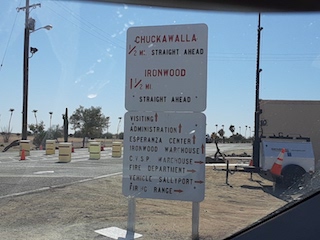 CHUCKAWALLA
1/2 MI. STRAIGHT AHEAD
IRONWOOD
1 1/2 MI
STRAIGHT AHEAD
VISITING ↑
ADMINISTRATION ↑
ESPERANZA CENTER ↑
IRONWOOD WAREHOUSE ↑
C.V.S.P WAREHOUSE →
FIRE DEPARTMENT →
VEHICLE SALLYPORT →
FIRING RANGE →